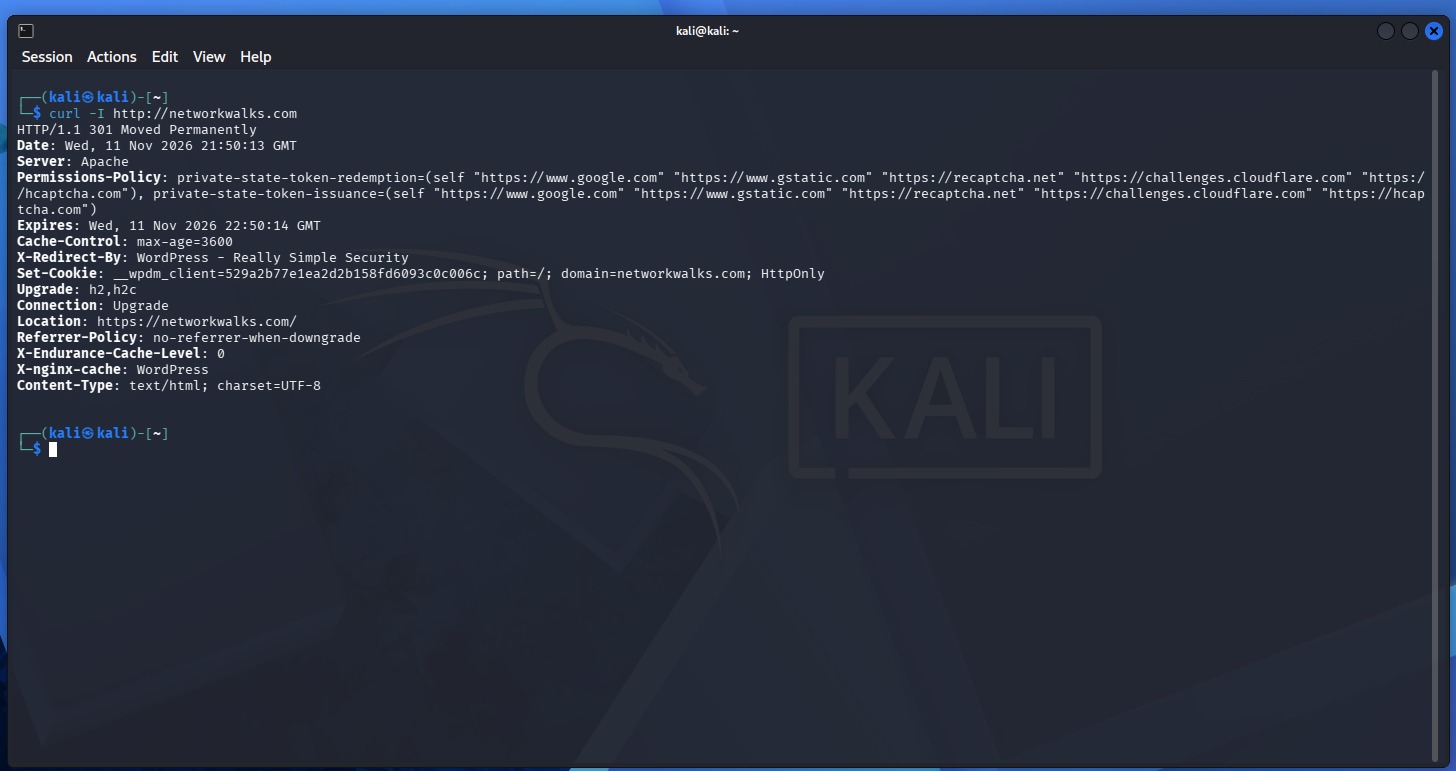 kali@kali: ~
Session Actions Edit View Help
┌──(kali㉿kali)-[~]
└─$ curl -I http://networkwalks.com
HTTP/1.1 301 Moved Permanently
Date: Wed, 11 Nov 2026 21:50:13 GMT
Server: Apache
Permissions-Policy: private-state-token-redemption=(self "https://www.google.com" "https://www.gstatic.com" "https://recaptcha.net" "https://challenges.cloudflare.com" "https:/
/hcaptcha.com"), private-state-token-issuance=(self "https://www.google.com" "https://www.gstatic.com" "https://recaptcha.net" "https://challenges.cloudflare.com" "https://hcap
tcha.com")
Expires: Wed, 11 Nov 2026 22:50:14 GMT
Cache-Control: max-age=3600
X-Redirect-By: WordPress - Really Simple Security
Set-Cookie: __wpdm_client=529a2b77e1ea2d2b158fd6093c0c006c; path=/; domain=networkwalks.com; HttpOnly
Upgrade: h2,h2c
Connection: Upgrade
Location: https://networkwalks.com/
Referrer-Policy: no-referrer-when-downgrade
X-Endurance-Cache-Level: 0
X-nginx-cache: WordPress
Content-Type: text/html; charset=UTF-8
┌──(kali㉿kali)-[~]
└─$
KALI